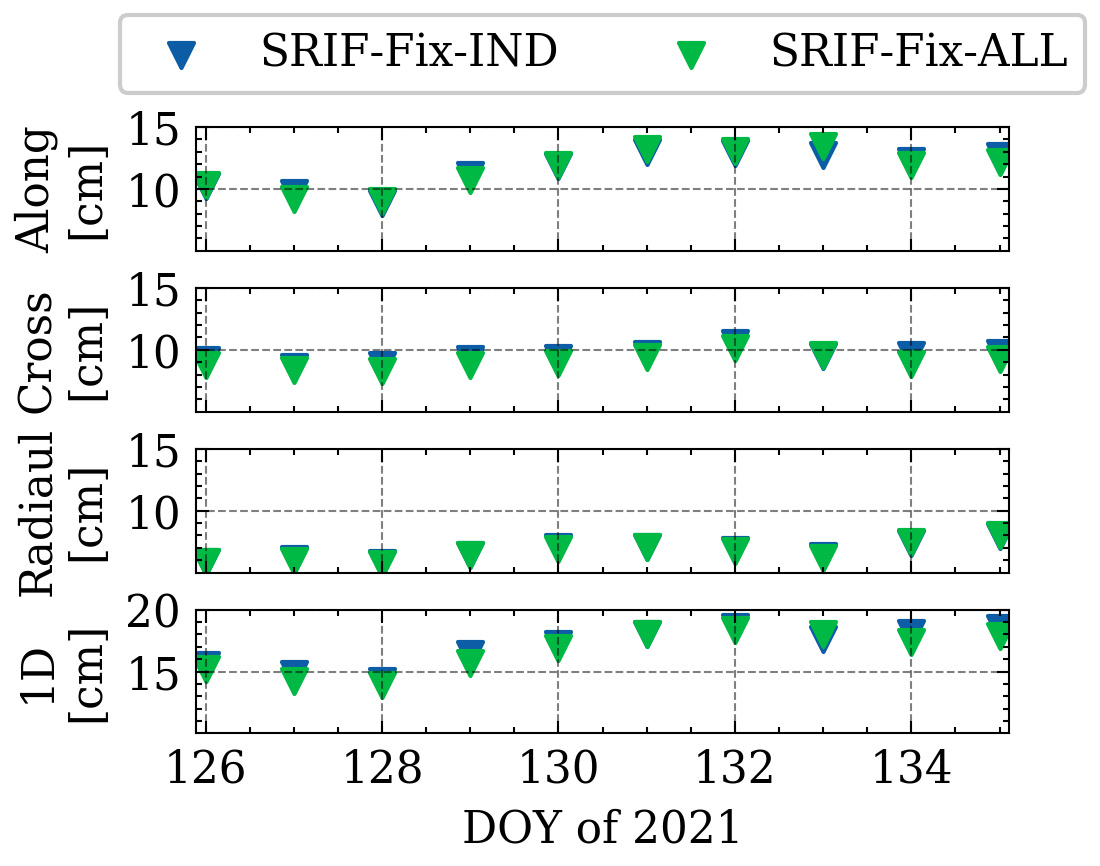 SRIF-Fix-IND SRIF-Fix-ALL
Along
[cm]
15
10
Cross
[cm]
15
10
Radiaul
[cm]
15
10
1D
[cm]
20
15
126 128 130 132 134
DOY of 2021